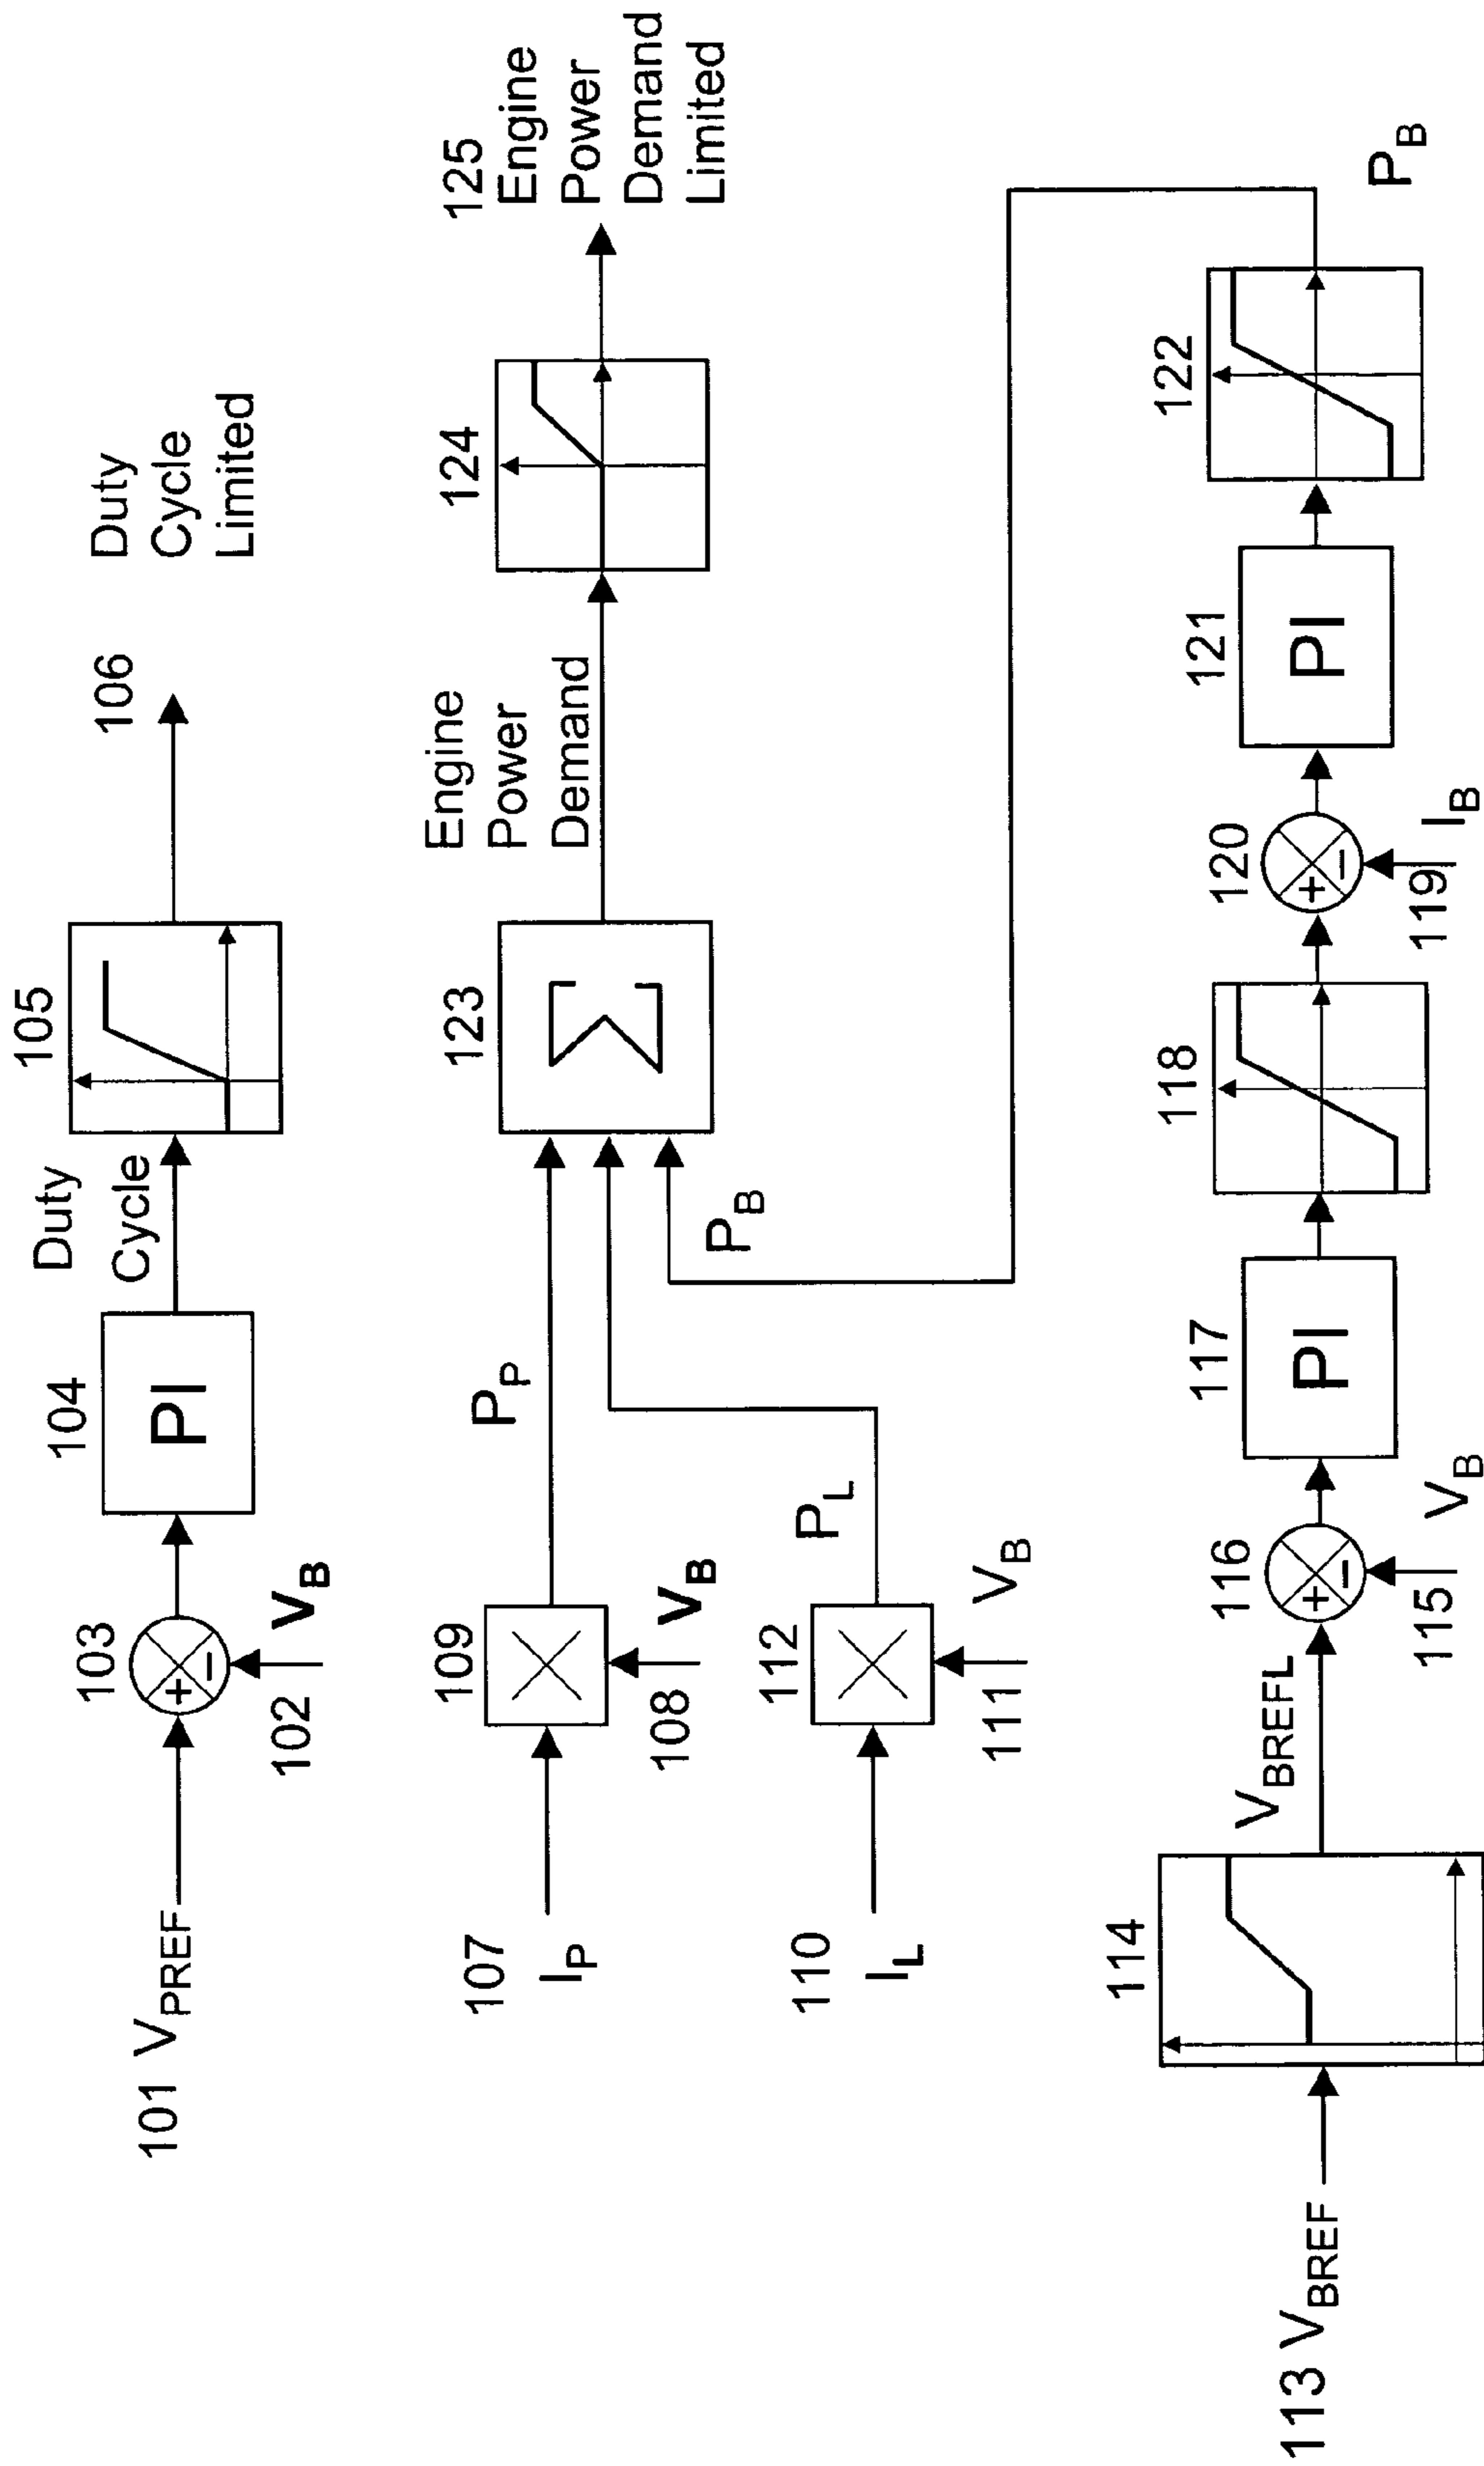 101 V_PREF
102
V_B
103
104
PI
Duty
Cycle
105
106
Duty
Cycle
Limited
107
I_P
108
V_B
109
P_P
110
I_L
111
V_B
112
P_L
P_B
123
Σ
Engine
Power
Demand
124
125
Engine
Power
Demand
Limited
113 V_BREF
114
V_BREFL
115
V_B
116
117
PI
118
119
I_B
120
121
PI
122
P_B